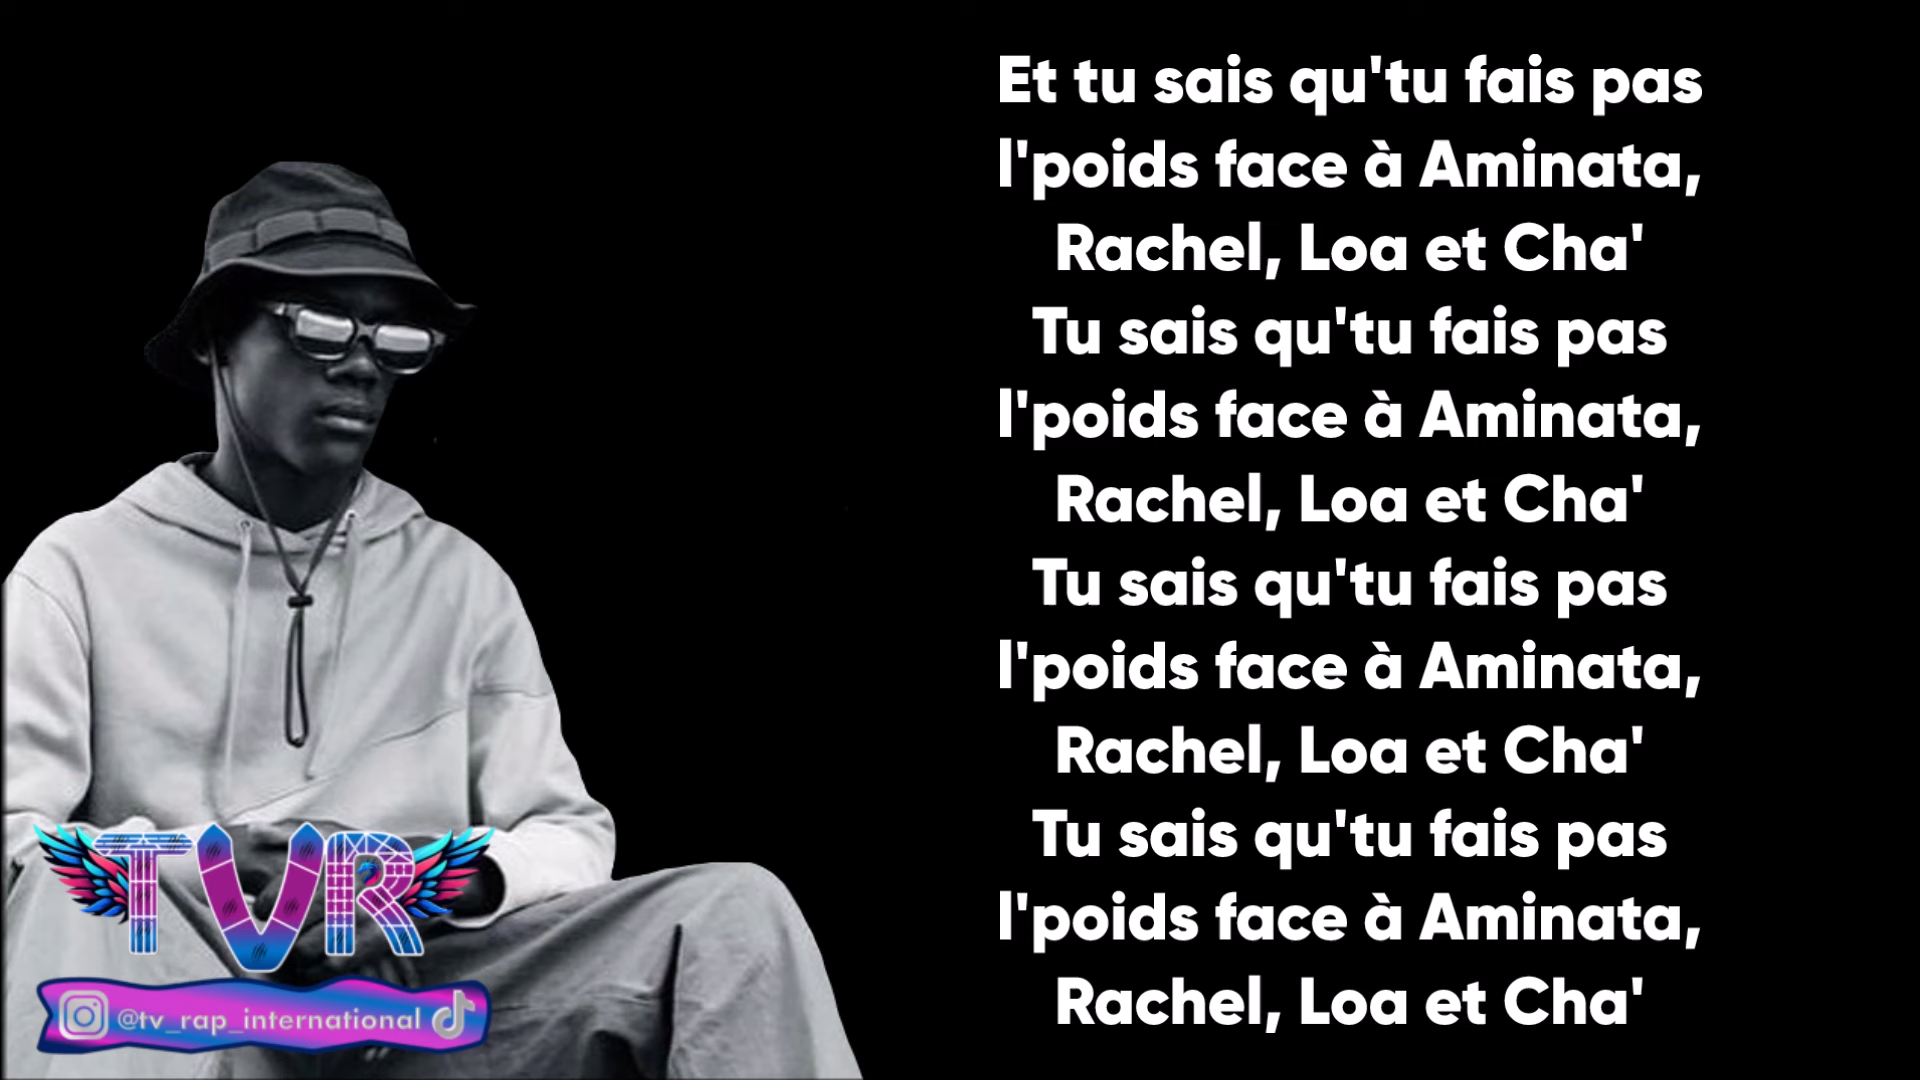 Et tu sais qu'tu fais pas
l'poids face à Aminata,
Rachel, Loa et Cha'
Tu sais qu'tu fais pas
l'poids face à Aminata,
Rachel, Loa et Cha'
Tu sais qu'tu fais pas
l'poids face à Aminata,
Rachel, Loa et Cha'
Tu sais qu'tu fais pas
l'poids face à Aminata,
Rachel, Loa et Cha'
TVR
@tv_rap_international